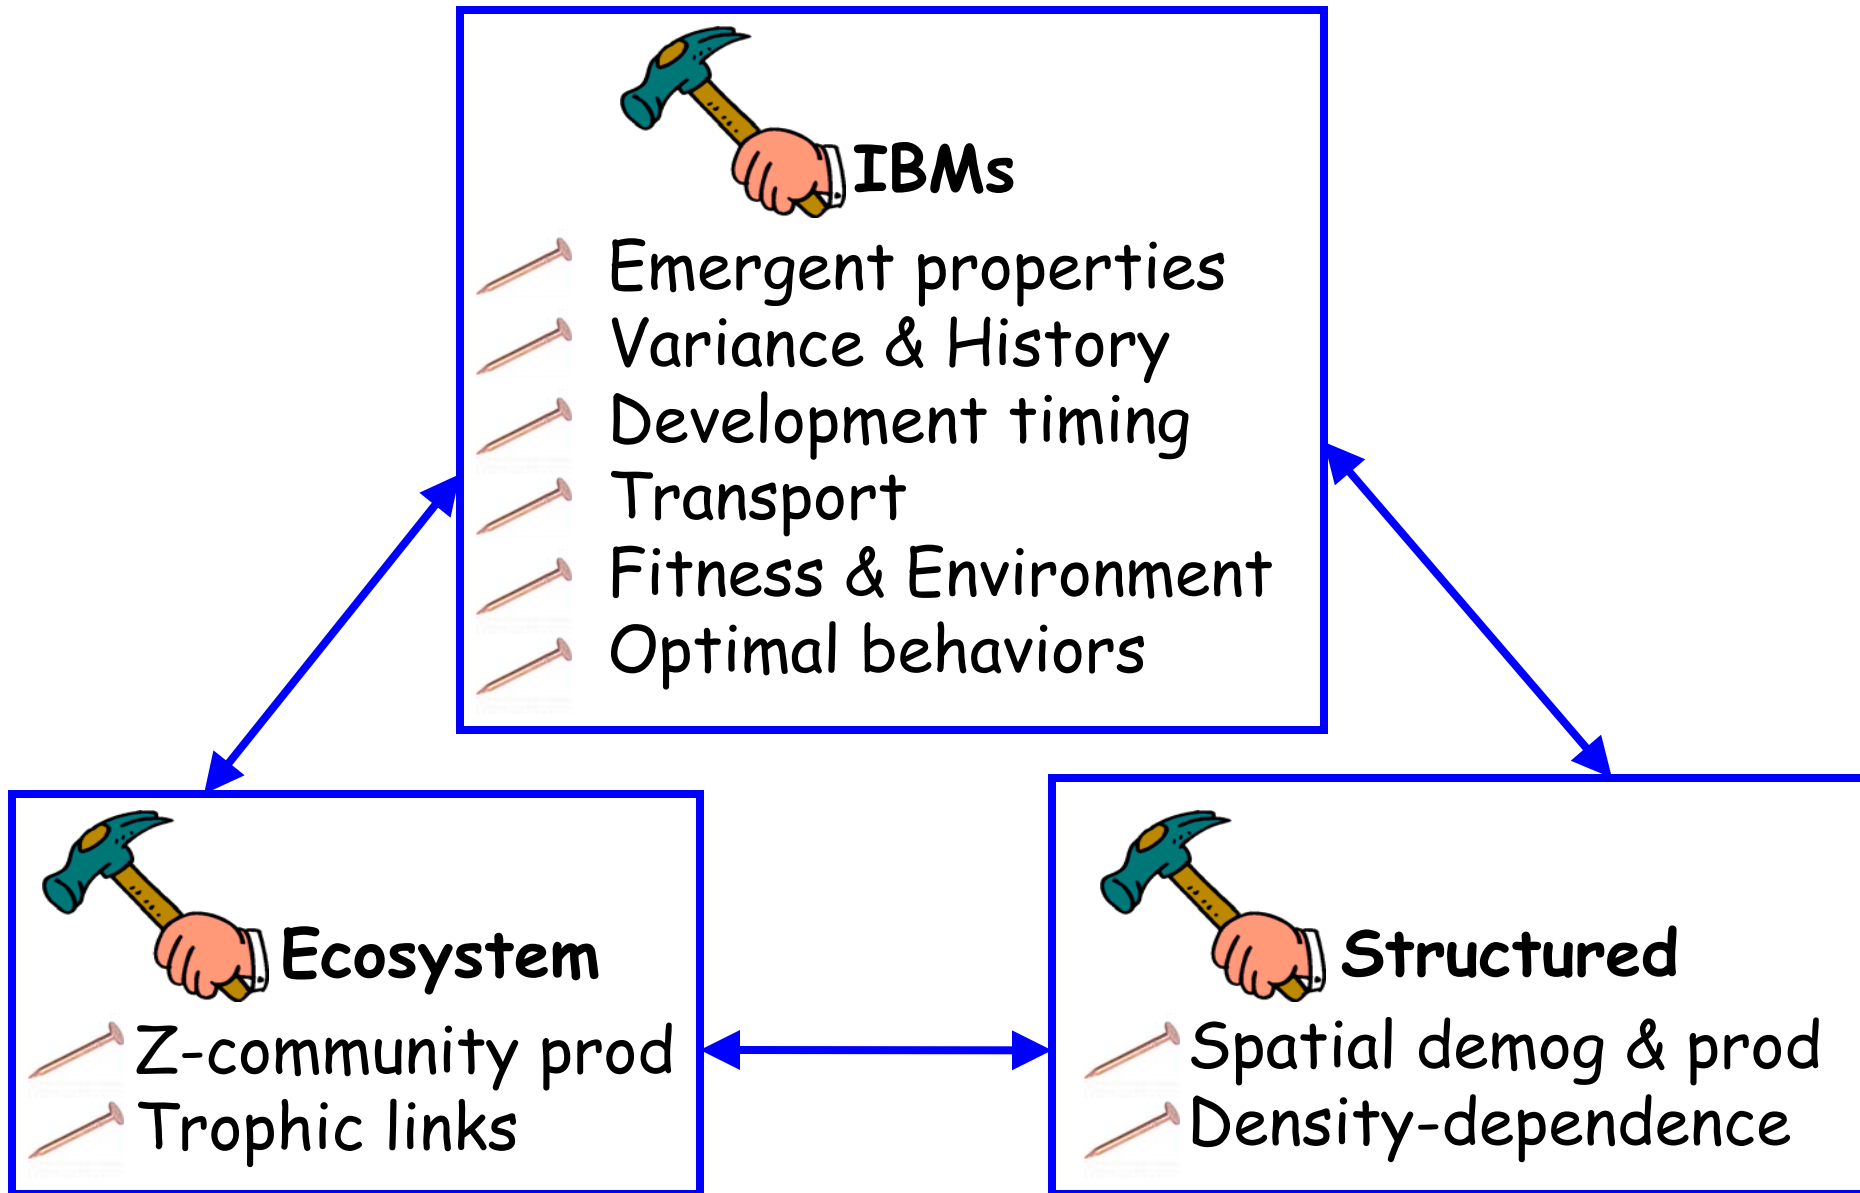 IBMs
Emergent properties
Variance & History
Development timing
Transport
Fitness & Environment
Optimal behaviors
Ecosystem
Z-community prod
Trophic links
Structured
Spatial demog & prod
Density-dependence